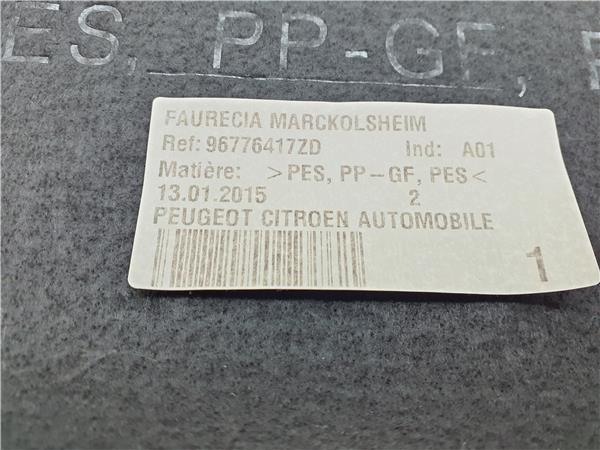 ES, PP-GF, P
FAURECIA MARCKOLSHEIM
Ref: 96776417ZD Ind: A01
Matière: >PES, PP-GF, PES<
13.01.2015 2
PEUGEOT CITROEN AUTOMOBILE
1